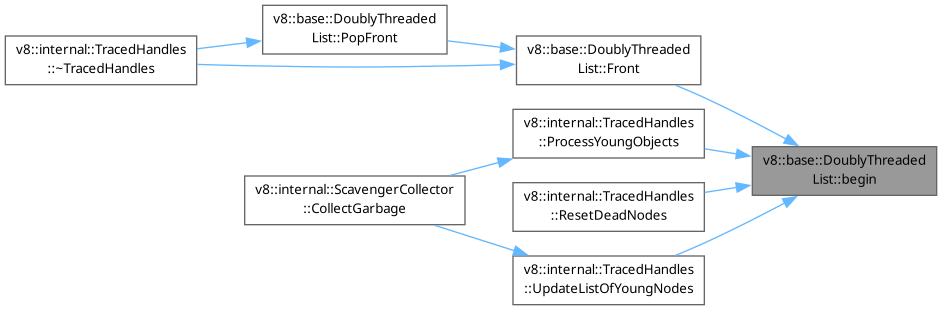 v8::base::DoublyThreaded
List::PopFront
v8::internal::TracedHandles
::~TracedHandles
v8::base::DoublyThreaded
List::Front
v8::internal::TracedHandles
::ProcessYoungObjects
v8::base::DoublyThreaded
List::begin
v8::internal::ScavengerCollector
::CollectGarbage
v8::internal::TracedHandles
::ResetDeadNodes
v8::internal::TracedHandles
::UpdateListOfYoungNodes